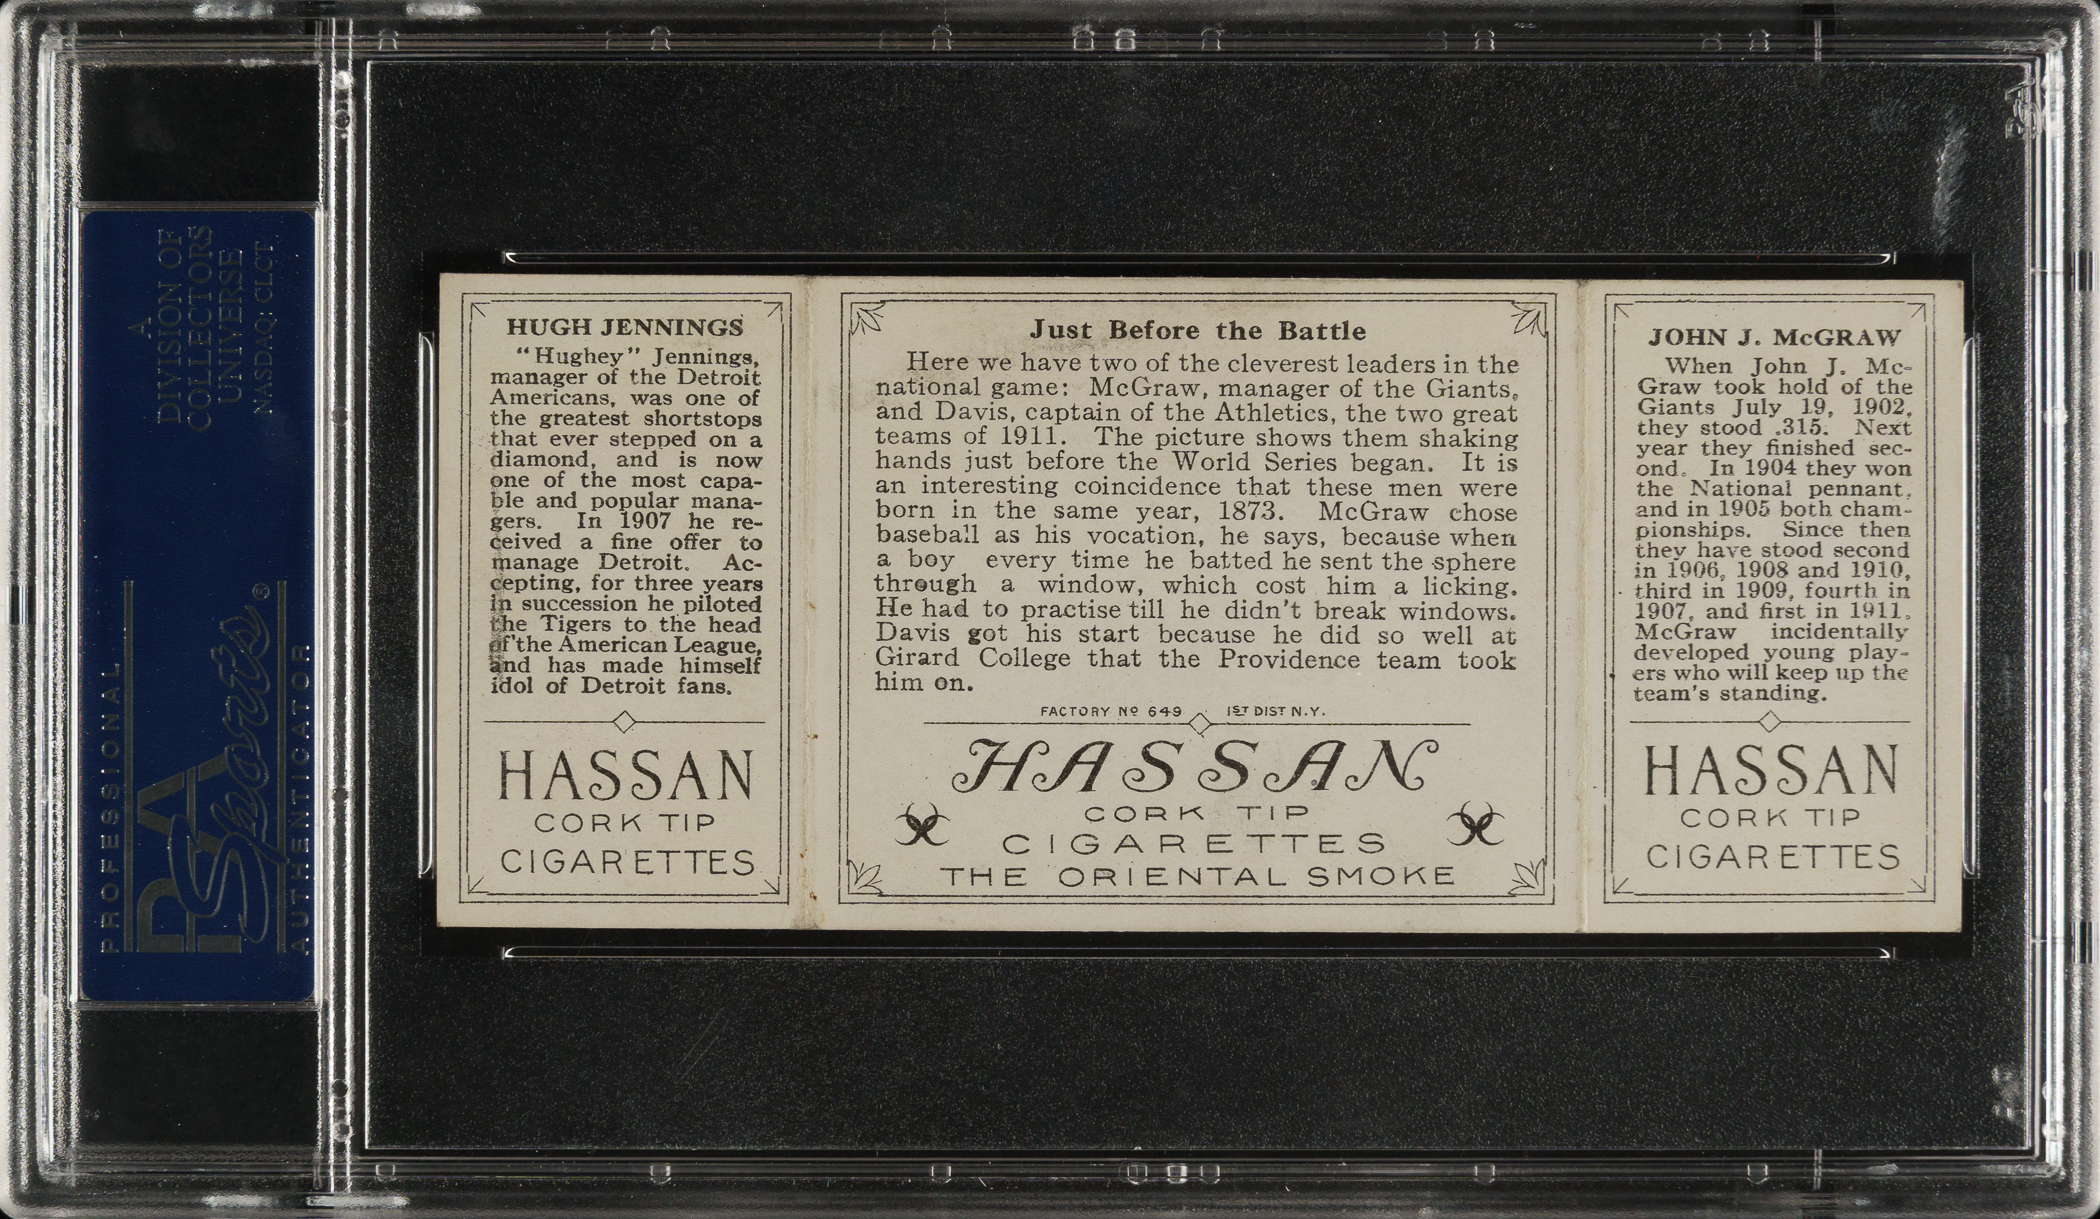 A
DIVISION OF
COLLECTORS
UNIVERSE
NASDAQ: CLCT
PROFESSIONAL
PSA
Sports®
AUTHENTICATOR
HUGH JENNINGS
"Hughey" Jennings,
manager of the Detroit
Americans, was one of
the greatest shortstops
that ever stepped on a
diamond, and is now
one of the most capa-
ble and popular mana-
gers. In 1907 he re-
ceived a fine offer to
manage Detroit. Ac-
cepting, for three years
in succession he piloted
the Tigers to the head
of the American League,
and has made himself
idol of Detroit fans.
HASSAN
CORK TIP
CIGARETTES
Just Before the Battle
Here we have two of the cleverest leaders in the
national game: McGraw, manager of the Giants,
and Davis, captain of the Athletics, the two great
teams of 1911. The picture shows them shaking
hands just before the World Series began. It is
an interesting coincidence that these men were
born in the same year, 1873. McGraw chose
baseball as his vocation, he says, because when
a boy every time he batted he sent the sphere
through a window, which cost him a licking.
He had to practise till he didn't break windows.
Davis got his start because he did so well at
Girard College that the Providence team took
him on.
FACTORY No 649 1ST DIST N.Y.
HASSAN
CORK TIP
CIGARETTES
THE ORIENTAL SMOKE
JOHN J. McGRAW
When John J. Mc-
Graw took hold of the
Giants July 19, 1902,
they stood .315. Next
year they finished sec-
ond. In 1904 they won
the National pennant,
and in 1905 both cham-
pionships. Since then
they have stood second
in 1906, 1908 and 1910,
third in 1909, fourth in
1907, and first in 1911.
McGraw incidentally
developed young play-
ers who will keep up the
team's standing.
HASSAN
CORK TIP
CIGARETTES